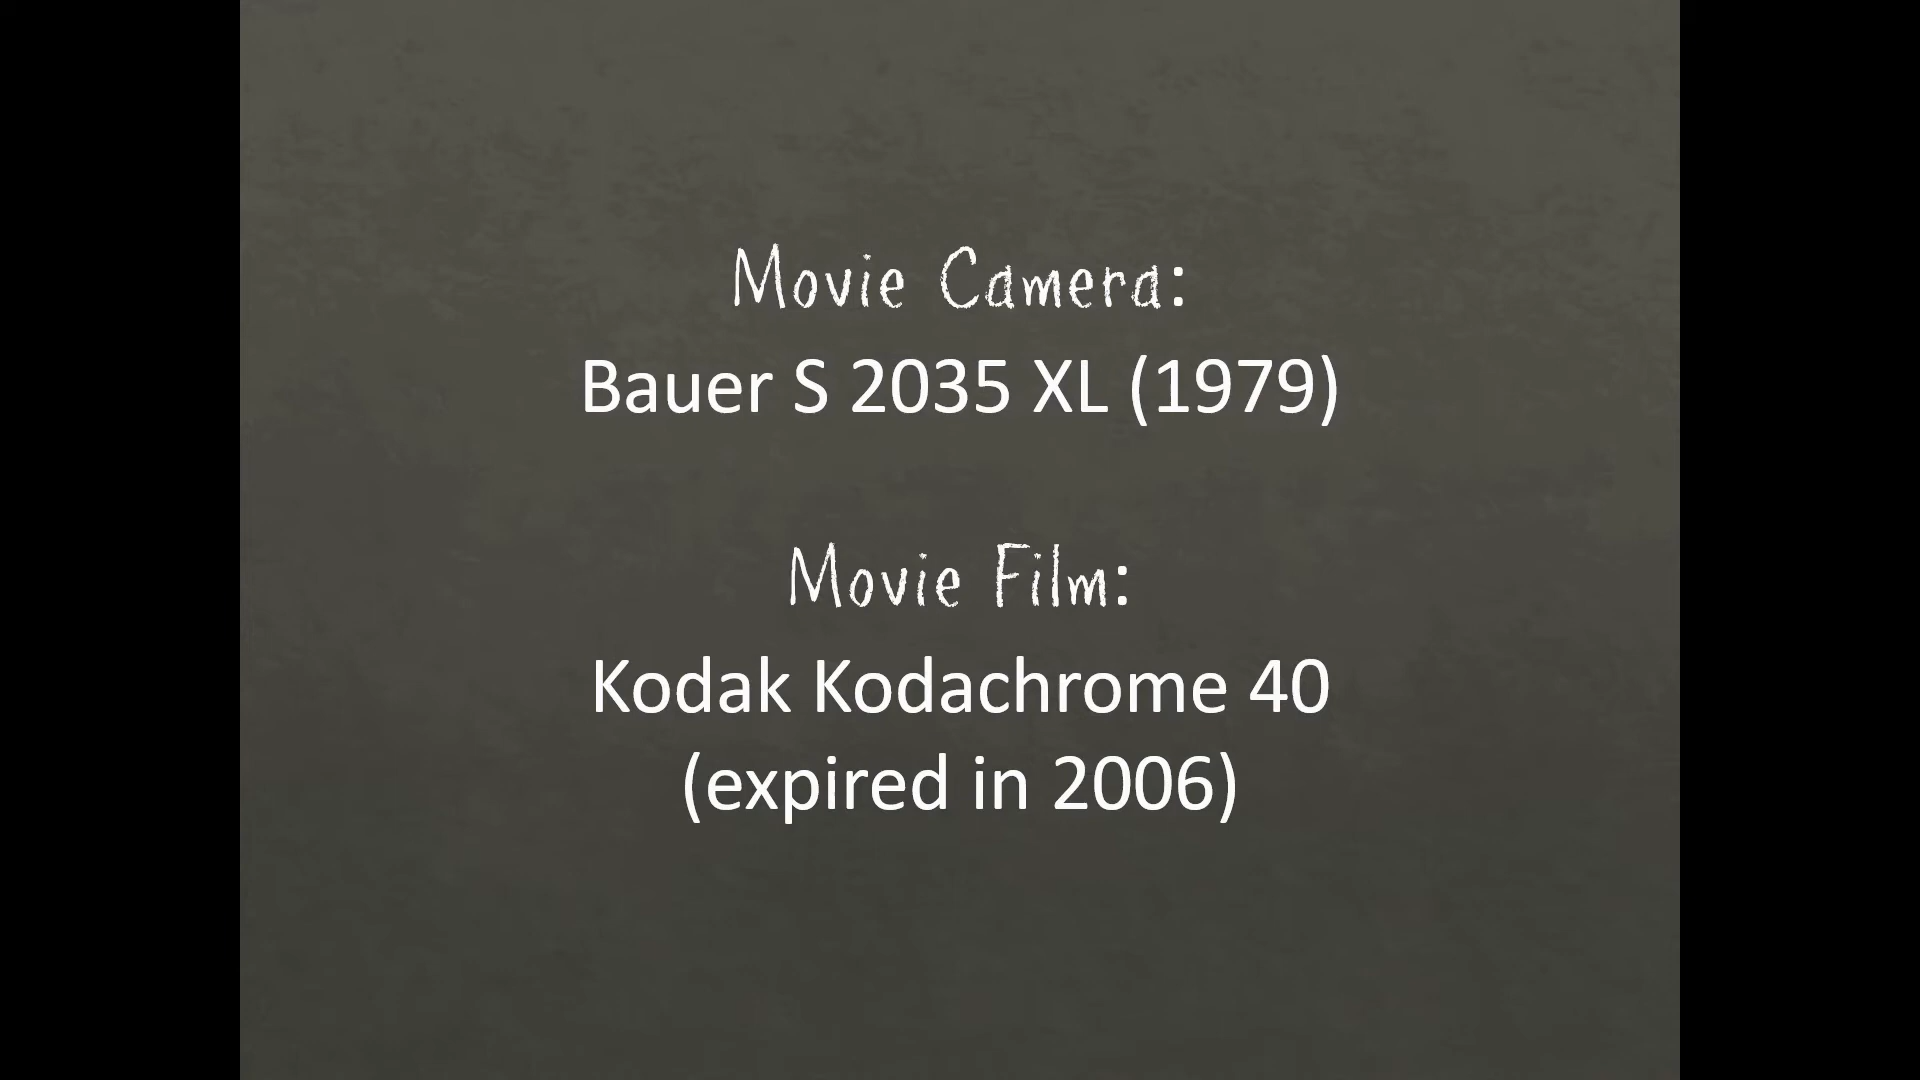 Movie Camera:
Bauer S 2035 XL (1979)
Movie Film:
Kodak Kodachrome 40
(expired in 2006)